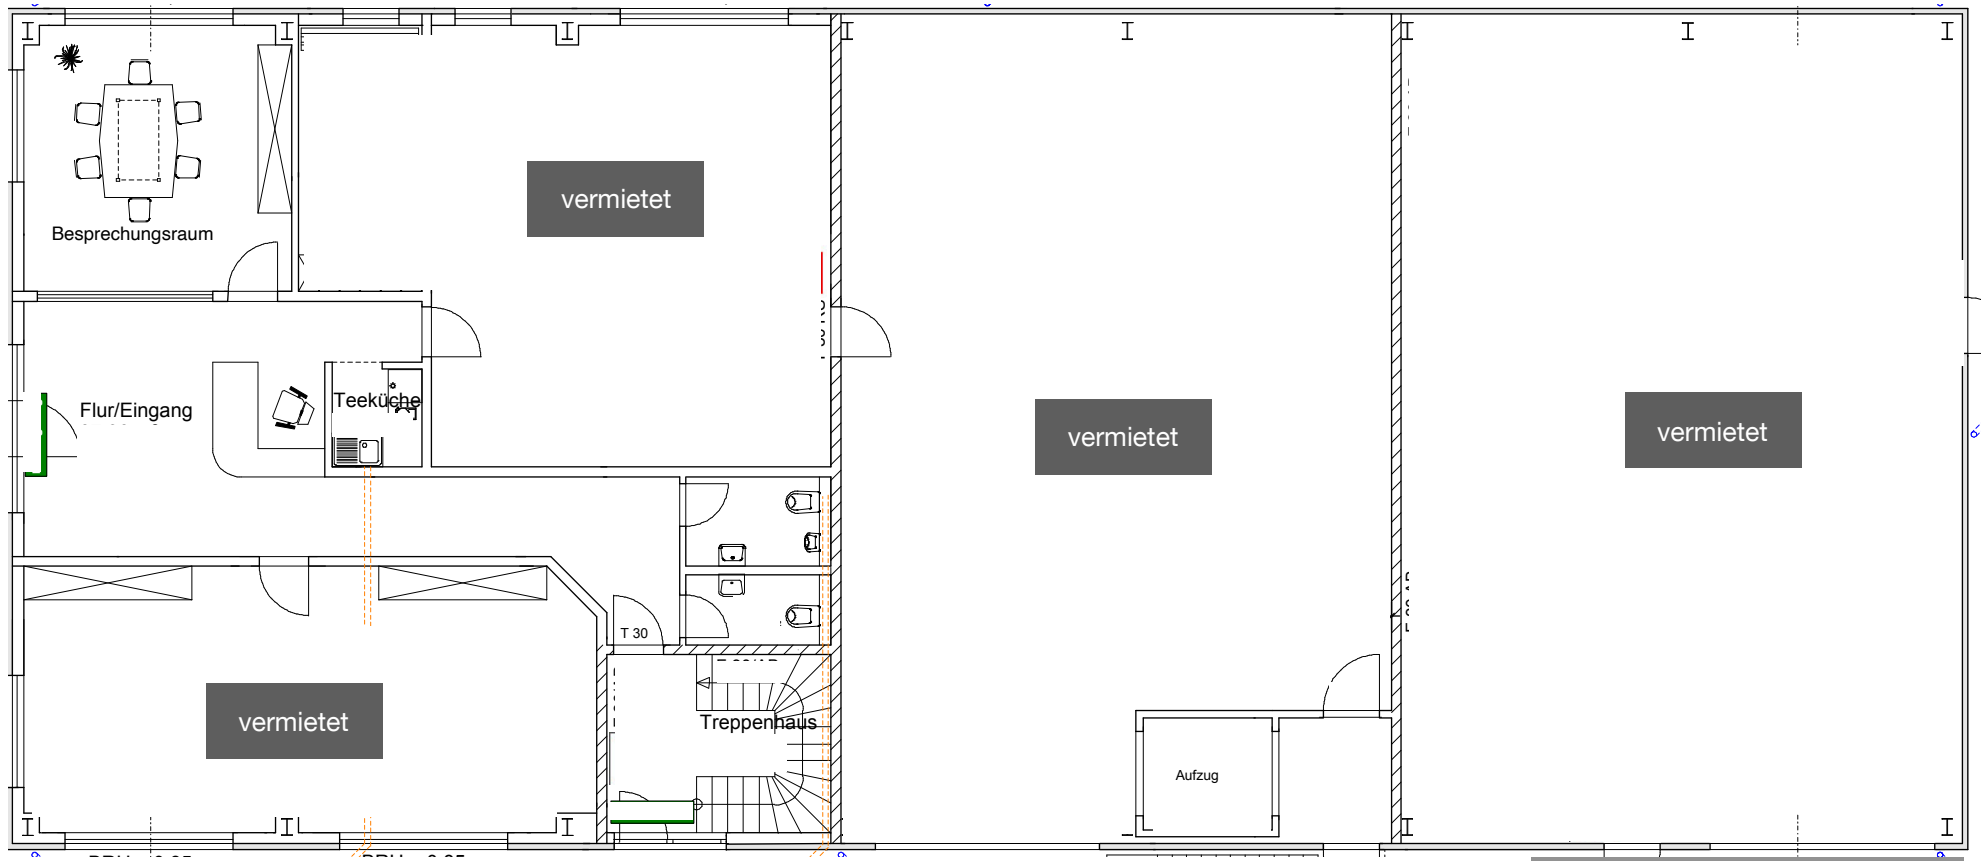 vermietet
Besprechungsraum
Flur/Eingang
Teeküche
vermietet
vermietet
T 30
vermietet
Treppenhaus
Aufzug